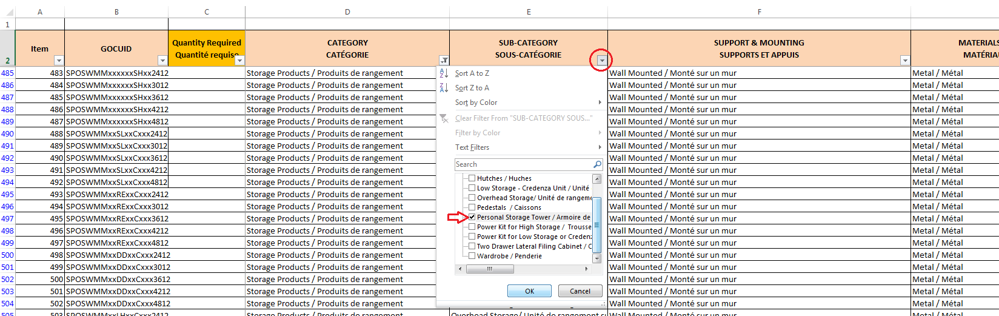 A B C D E F
1
2 Item GOCUID Quantity Required CATEGORY SUB-CATEGORY SUPPORT & MOUNTING MATERIALS
Quantité requise CATÉGORIE SOUS-CATÉGORIE SUPPORTS ET APPUIS MATÉRIAU
485 483 SPOSWMMxxxxxxSHxx2412 Storage Products / Produits de rangement Wall Mounted / Monté sur un mur Metal / Métal
486 484 SPOSWMMxxxxxxSHxx3012 Storage Products / Produits de rangement Wall Mounted / Monté sur un mur Metal / Métal
487 485 SPOSWMMxxxxxxSHxx3612 Storage Products / Produits de rangement Wall Mounted / Monté sur un mur Metal / Métal
488 486 SPOSWMMxxxxxxSHxx4212 Storage Products / Produits de rangement Wall Mounted / Monté sur un mur Metal / Métal
489 487 SPOSWMMxxxxxxSHxx4812 Storage Products / Produits de rangement Wall Mounted / Monté sur un mur Metal / Métal
490 488 SPOSWMMxxSLxxCxxx2412 Storage Products / Produits de rangement Wall Mounted / Monté sur un mur Metal / Métal
491 489 SPOSWMMxxSLxxCxxx3012 Storage Products / Produits de rangement Wall Mounted / Monté sur un mur Metal / Métal
492 490 SPOSWMMxxSLxxCxxx3612 Storage Products / Produits de rangement Wall Mounted / Monté sur un mur Metal / Métal
493 491 SPOSWMMxxSLxxCxxx4212 Storage Products / Produits de rangement Wall Mounted / Monté sur un mur Metal / Métal
494 492 SPOSWMMxxSLxxCxxx4812 Storage Products / Produits de rangement Wall Mounted / Monté sur un mur Metal / Métal
495 493 SPOSWMMxxRExxCxxx2412 Storage Products / Produits de rangement Wall Mounted / Monté sur un mur Metal / Métal
496 494 SPOSWMMxxRExxCxxx3012 Storage Products / Produits de rangement Wall Mounted / Monté sur un mur Metal / Métal
497 495 SPOSWMMxxRExxCxxx3612 Storage Products / Produits de rangement Wall Mounted / Monté sur un mur Metal / Métal
498 496 SPOSWMMxxRExxCxxx4212 Storage Products / Produits de rangement Wall Mounted / Monté sur un mur Metal / Métal
499 497 SPOSWMMxxRExxCxxx4812 Storage Products / Produits de rangement Wall Mounted / Monté sur un mur Metal / Métal
500 498 SPOSWMMxxDDxxCxxx2412 Storage Products / Produits de rangement Wall Mounted / Monté sur un mur Metal / Métal
501 499 SPOSWMMxxDDxxCxxx3012 Storage Products / Produits de rangement Wall Mounted / Monté sur un mur Metal / Métal
502 500 SPOSWMMxxDDxxCxxx3612 Storage Products / Produits de rangement Wall Mounted / Monté sur un mur Metal / Métal
503 501 SPOSWMMxxDDxxCxxx4212 Storage Products / Produits de rangement Wall Mounted / Monté sur un mur Metal / Métal
504 502 SPOSWMMxxDDxxCxxx4812 Storage Products / Produits de rangement Wall Mounted / Monté sur un mur Metal / Métal
505 503 SPOSWMMxxLHxxCxxx2412 Storage Products / Produits de rangement Overhead Storage/ Unité de rangement su Wall Mounted / Monté sur un mur Metal / Métal
Sort A to Z
Sort Z to A
Sort by Color
Clear Filter From "SUB-CATEGORY SOUS..."
Filter by Color
Text Filters
Search
Hutches / Huches
Low Storage - Credenza Unit / Unité
Overhead Storage/ Unité de rangeme
Pedestals / Caissons
Personal Storage Tower / Armoire de
Power Kit for High Storage / Trousse
Power Kit for Low Storage or Credenz
Two Drawer Lateral Filing Cabinet / C
Wardrobe / Penderie
OK Cancel